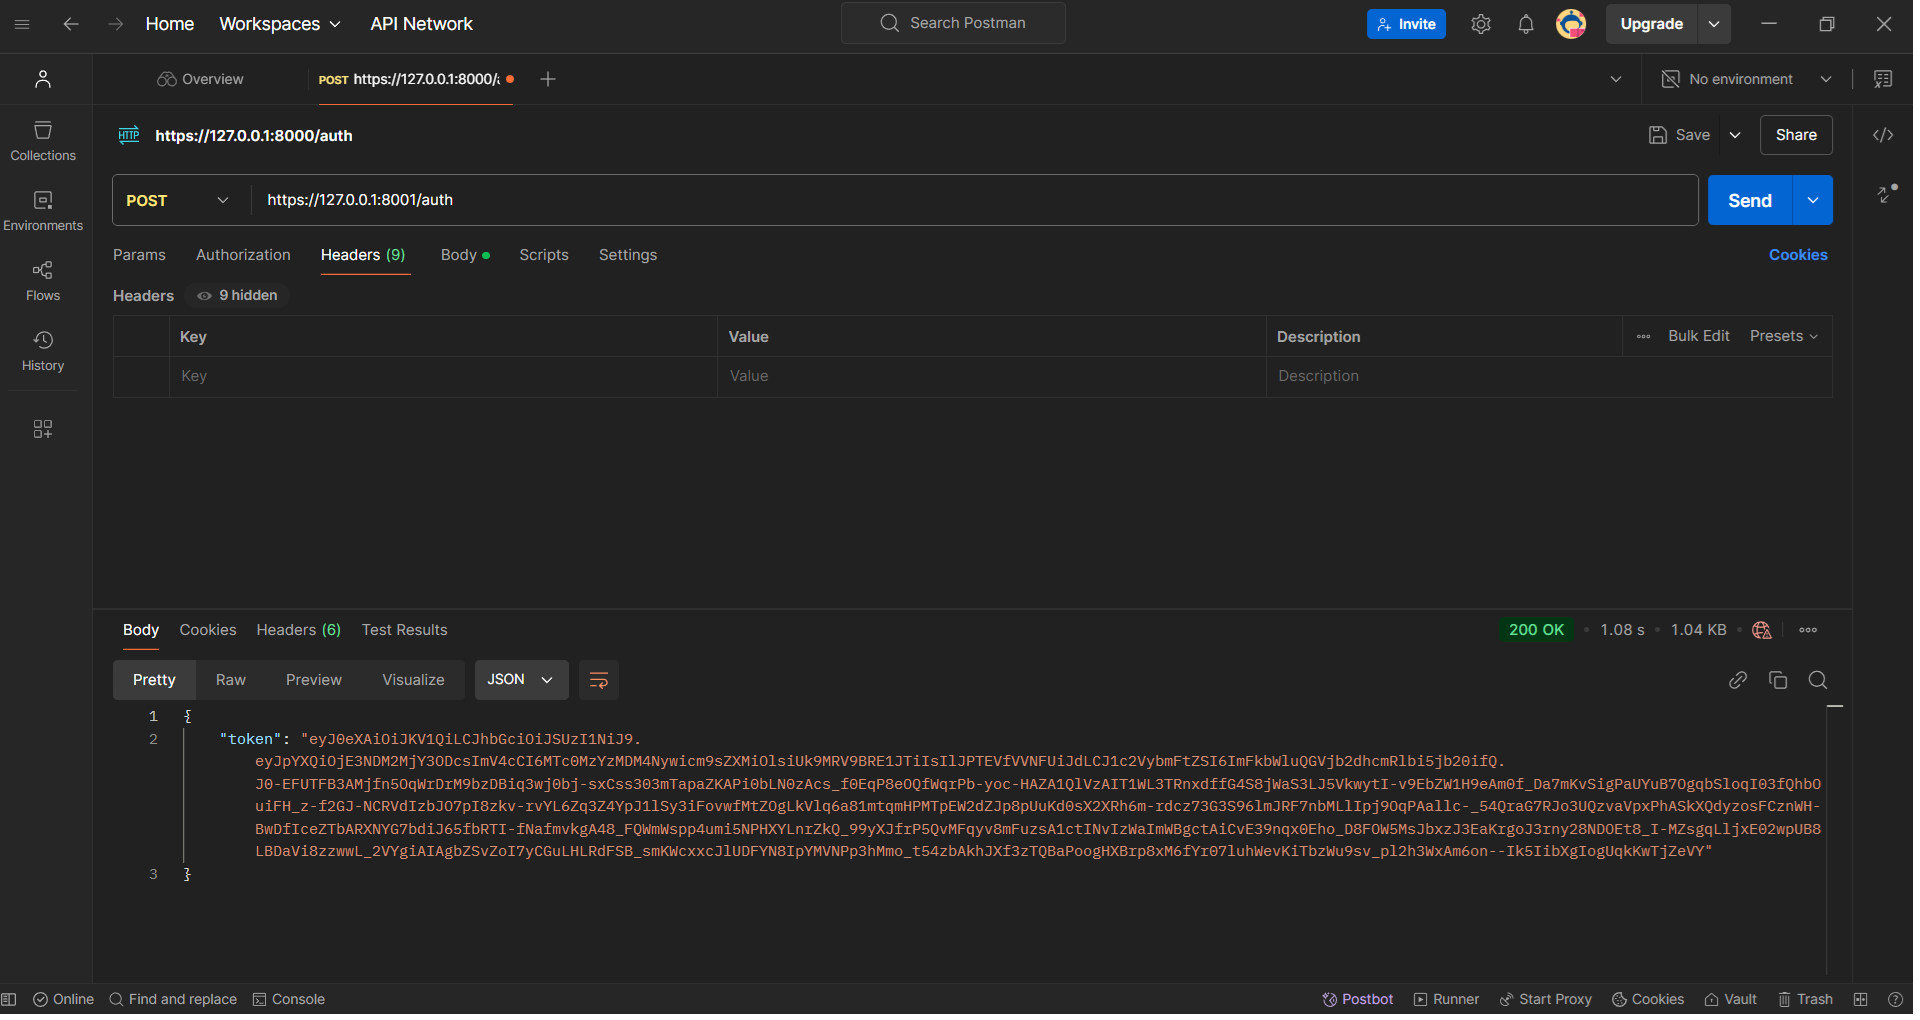 Home
Workspaces
API Network
Search Postman
Invite
Upgrade
Overview
POST https://127.0.0.1:8000/a
No environment
Collections
Environments
Flows
History
HTTP
https://127.0.0.1:8000/auth
Save
Share
POST
https://127.0.0.1:8001/auth
Send
Params
Authorization
Headers (9)
Body
Scripts
Settings
Cookies
Headers
9 hidden
Key
Value
Description
Bulk Edit
Presets
Key
Value
Description
Body
Cookies
Headers (6)
Test Results
200 OK
1.08 s
1.04 KB
Pretty
Raw
Preview
Visualize
JSON
1 {
2 "token": "eyJ0eXAiOiJKV1QiLCJhbGciOiJSUzI1NiJ9.
eyJpYXQiOjE3NDM2MjY3ODcsImV4cCI6MTc0MzYzMDM4Nywicm9sZXMiOlsiUk9MRV9BRE1JTiIsIlJPTEVfVVNFUiJdLCJ1c2VybmFtZSI6ImFkbWluQGVjb2dhcmRlbi5jb20ifQ.
J0-EFUTFB3AMjfn5OqWrDrM9bzDBiq3wj0bj-sxCss303mTapaZKAPi0bLN0zAcs_f0EqP8eOQfWqrPb-yoc-HAZA1QlVzAIT1WL3TRnxdffG4S8jWaS3LJ5VkwytI-v9EbZW1H9eAm0f_Da7mKvSigPaUYuB7OgqbSloqI03fQhbO
uiFH_z-f2GJ-NCRVdIzbJO7pI8zkv-rvYL6Zq3Z4YpJ1lSy3iFovwfMtZOgLkVlq6a81mtqmHPMTpEW2dZJp8pUuKd0sX2XRh6m-rdcz73G3S96lmJRF7nbMLlIpj9OqPAallc-_54QraG7RJo3UQzvaVpxPhASkXQdyzosFCznWH-
BwDfIceZTbARXNYG7bdiJ65fbRTI-fNafmvkgA48_FQWmWspp4umi5NPHXYLnrZkQ_99yXJfrP5QvMFqyv8mFuzsA1ctINvIzWaImWBgctAiCvE39nqx0Eho_D8FOW5MsJbxzJ3EaKrgoJ3rny28NDOEt8_I-MZsgqLljxE02wpUB8
LBDaVi8zzwwL_2VYgiAIAgbZSvZoI7yCGuLHLRdFSB_smKWcxxcJlUDFYN8IpYMVNPp3hMmo_t54zbAkhJXf3zTQBaPoogHXBrp8xM6fYr07luhWevKiTbzWu9sv_pl2h3WxAm6on--Ik5IibXgIogUqkKwTjZeVY"
3 }
Online
Find and replace
Console
Postbot
Runner
Start Proxy
Cookies
Vault
Trash